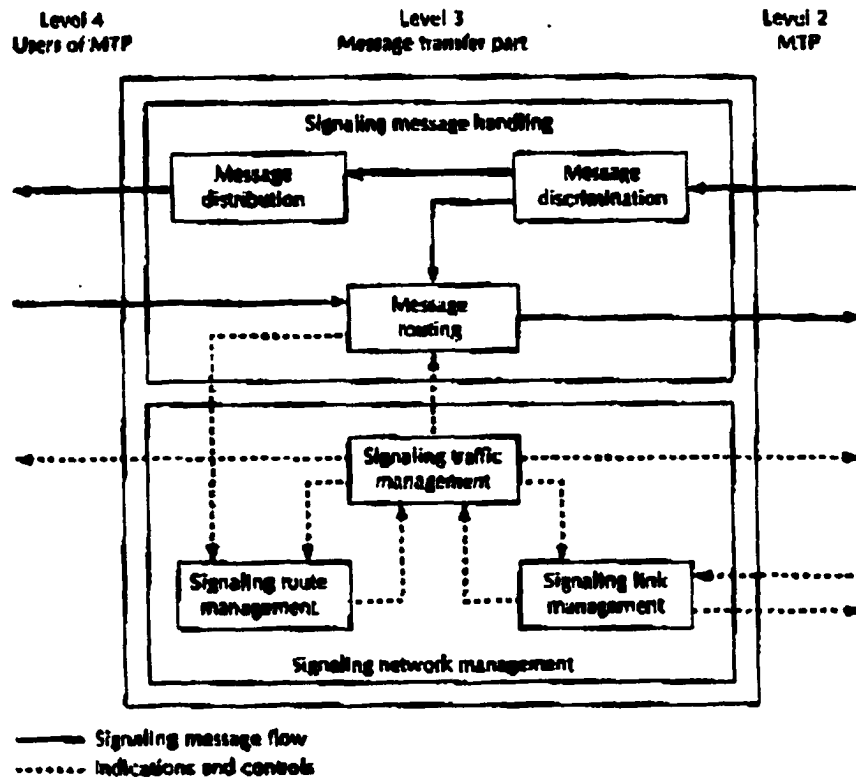 Level 4
Users of MTP
Level 3
Message transfer part
Level 2
MTP
Signaling message handling
Message
distribution
Message
discrimination
Message
routing
Signaling traffic
management
Signaling route
management
Signaling link
management
Signaling network management
Signaling message flow
Indications and controls